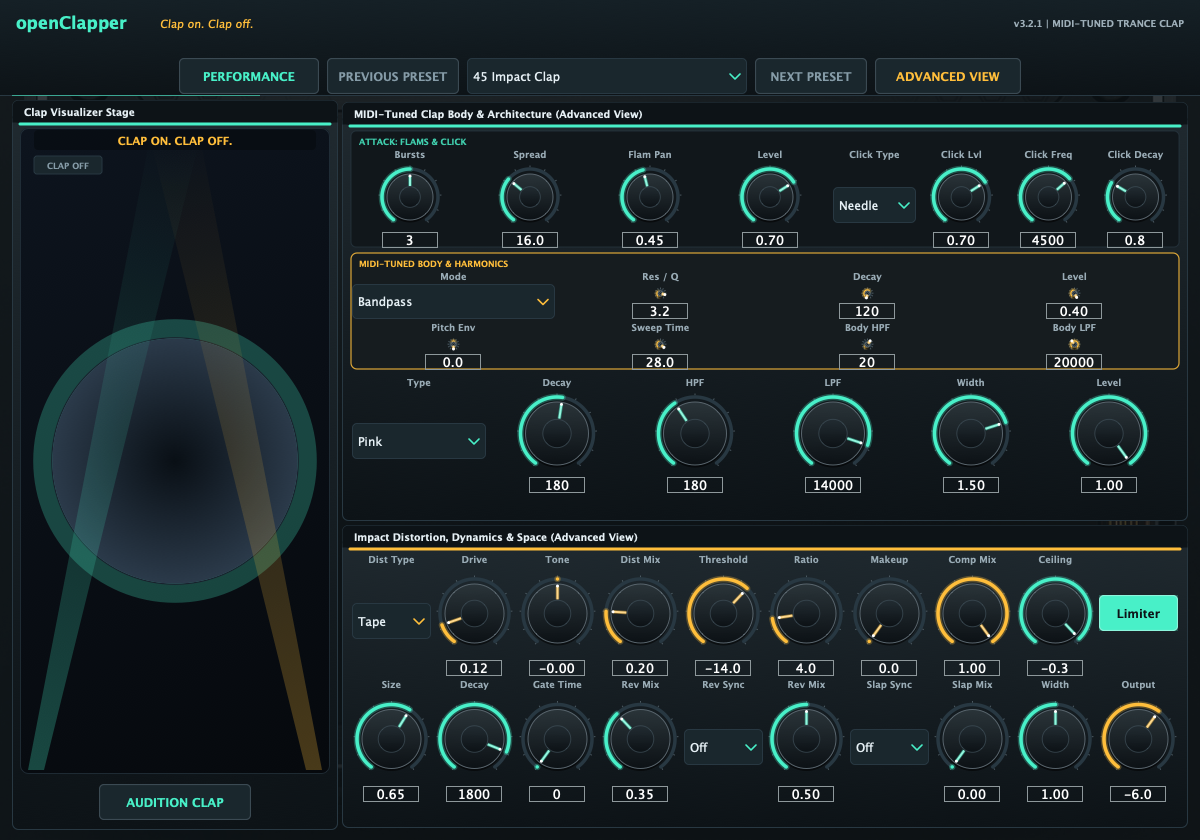 openClapper
Clap on. Clap off.
v3.2.1 | MIDI-TUNED TRANCE CLAP
PERFORMANCE
PREVIOUS PRESET
45 Impact Clap
NEXT PRESET
ADVANCED VIEW
Clap Visualizer Stage
CLAP ON. CLAP OFF.
CLAP OFF
AUDITION CLAP
MIDI-Tuned Clap Body & Architecture (Advanced View)
ATTACK: FLAMS & CLICK
Bursts Spread Flam Pan Level Click Type Click Lvl Click Freq Click Decay
Needle
3 16.0 0.45 0.70 0.70 4500 0.8
MIDI-TUNED BODY & HARMONICS
Mode Res / Q Decay Level
Bandpass
3.2 120 0.40
Pitch Env Sweep Time Body HPF Body LPF
0.0 28.0 20 20000
Type Decay HPF LPF Width Level
Pink
180 180 14000 1.50 1.00
Impact Distortion, Dynamics & Space (Advanced View)
Dist Type Drive Tone Dist Mix Threshold Ratio Makeup Comp Mix Ceiling
Tape
Limiter
0.12 -0.00 0.20 -14.0 4.0 0.0 1.00 -0.3
Size Decay Gate Time Rev Mix Rev Sync Rev Mix Slap Sync Slap Mix Width Output
Off Off
0.65 1800 0 0.35 0.50 0.00 1.00 -6.0